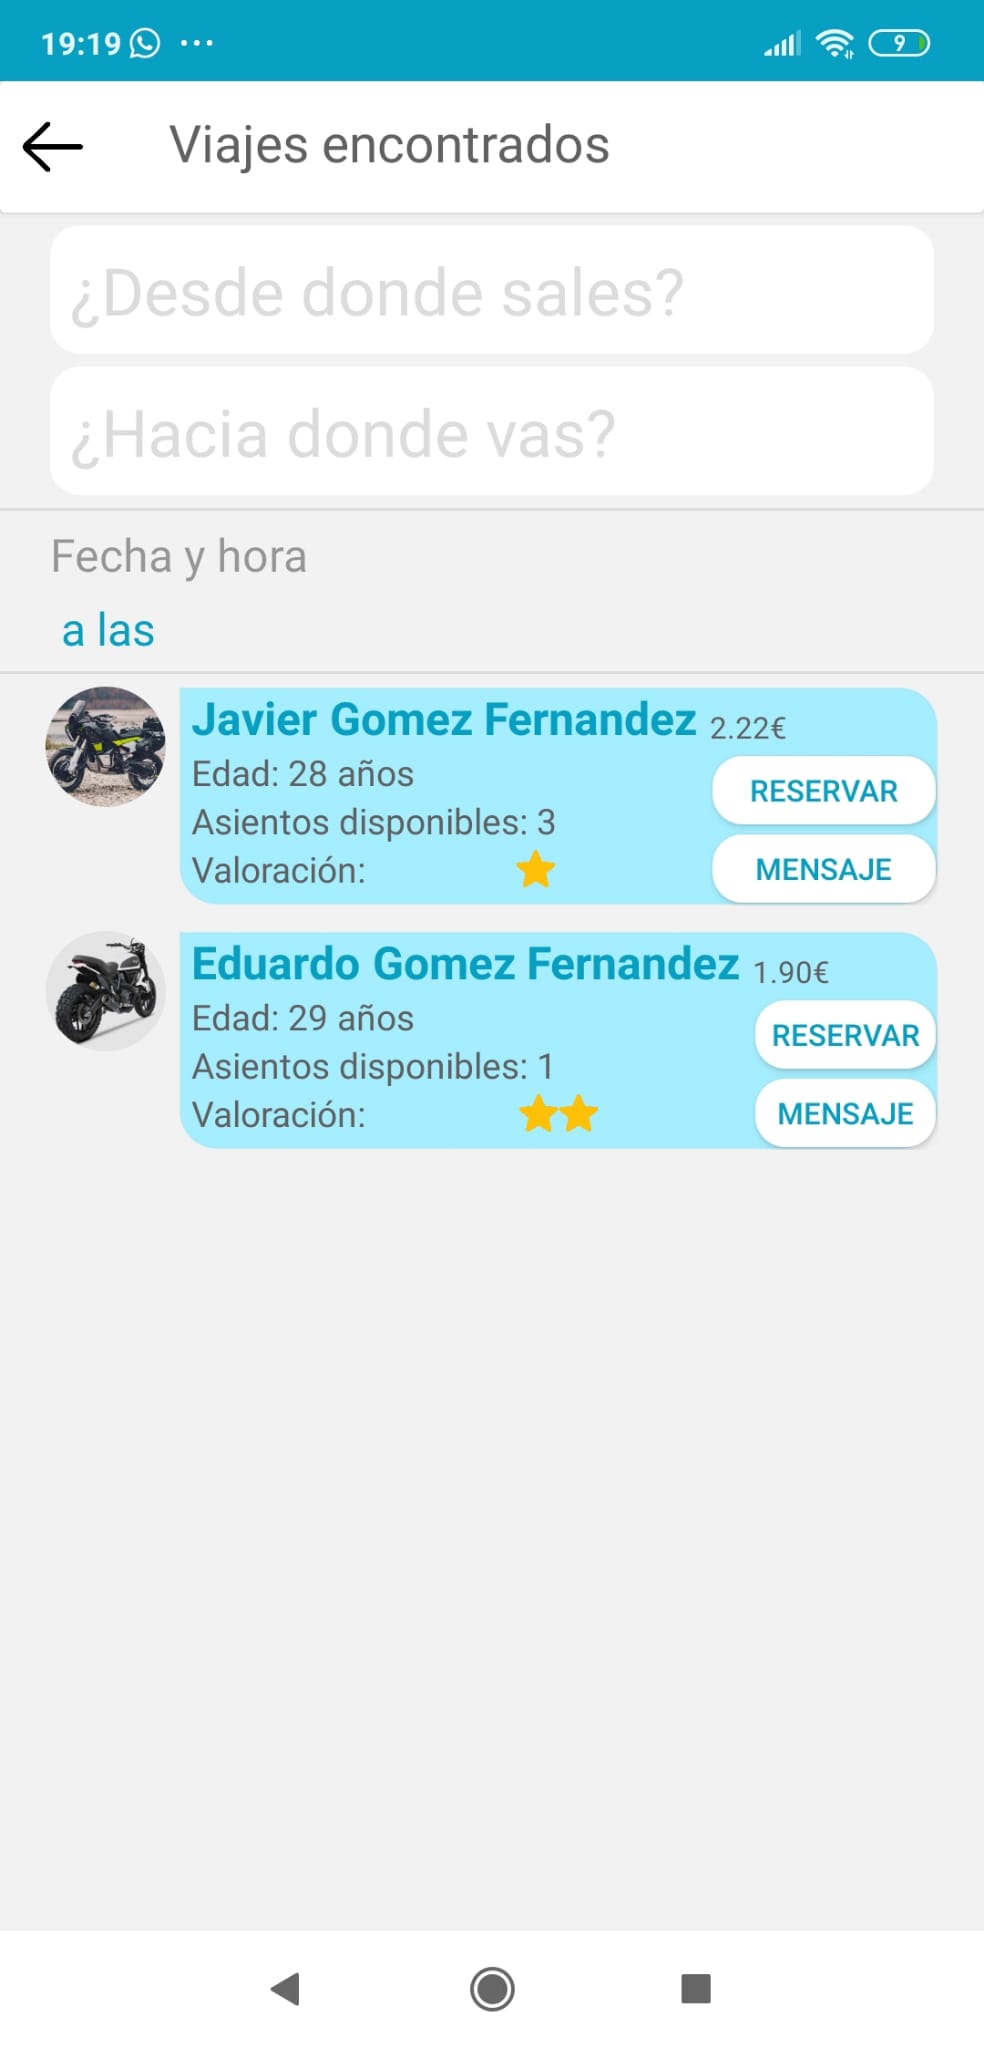 19:19
9
Viajes encontrados
¿Desde donde sales?
¿Hacia donde vas?
Fecha y hora
a las
Javier Gomez Fernandez 2.22€
Edad: 28 años
RESERVAR
Asientos disponibles: 3
Valoración:
MENSAJE
Eduardo Gomez Fernandez 1.90€
Edad: 29 años
RESERVAR
Asientos disponibles: 1
Valoración:
MENSAJE